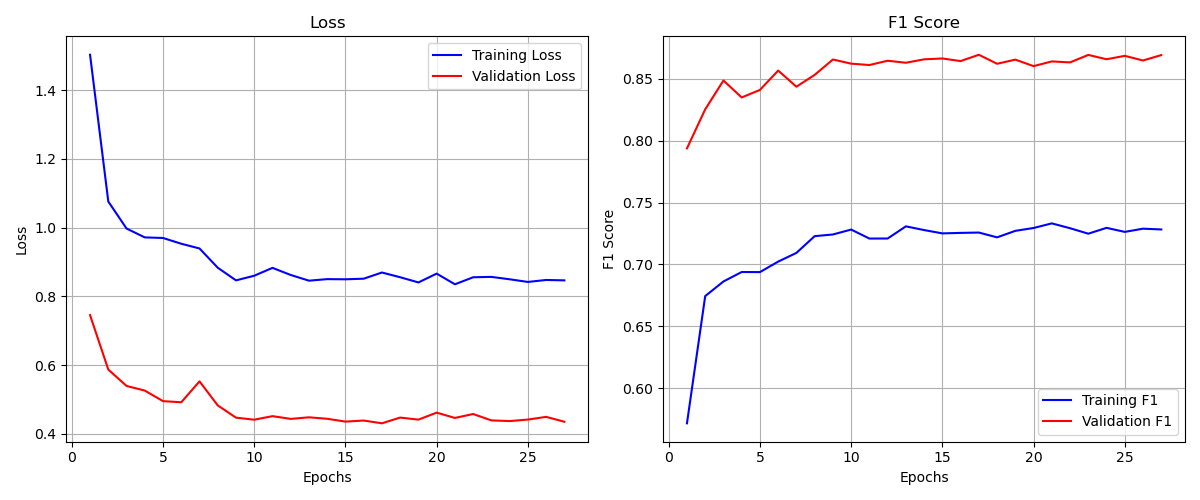 Loss
Training Loss
Validation Loss
1.4
1.2
1.0
0.8
0.6
0.4
Loss
0 5 10 15 20 25
Epochs
F1 Score
0.85
0.80
0.75
0.70
0.65
0.60
F1 Score
Training F1
Validation F1
0 5 10 15 20 25
Epochs